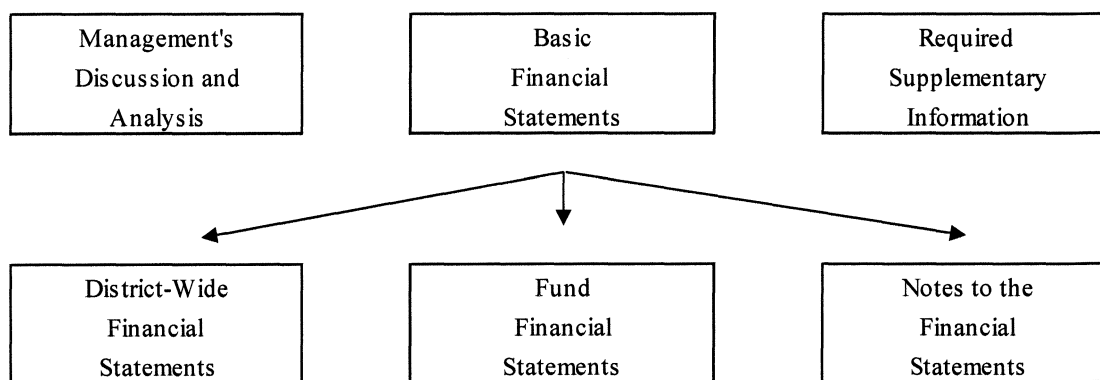 Management's
Discussion and
Analysis
Basic
Financial
Statements
Required
Supplementary
Information
District-Wide
Financial
Statements
Fund
Financial
Statements
Notes to the
Financial
Statements